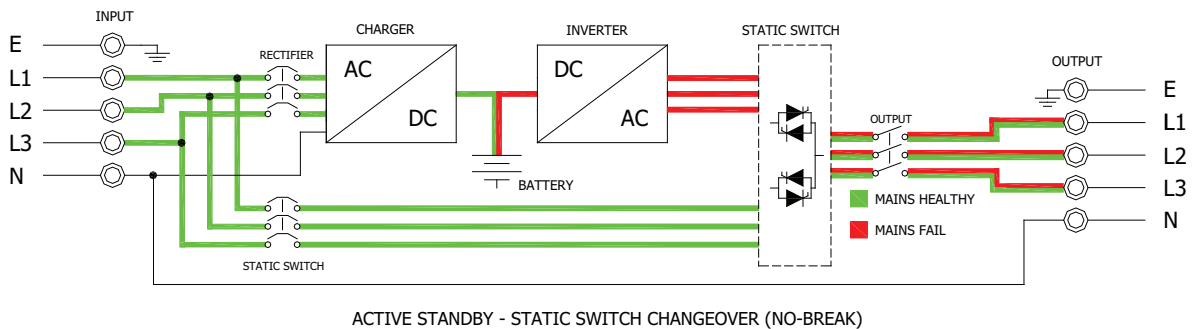 INPUT
E
L1
L2
L3
N
RECTIFIER
CHARGER
AC
DC
BATTERY
INVERTER
DC
AC
STATIC SWITCH
STATIC SWITCH
OUTPUT
MAINS HEALTHY
MAINS FAIL
OUTPUT
E
L1
L2
L3
N
ACTIVE STANDBY - STATIC SWITCH CHANGEOVER (NO-BREAK)